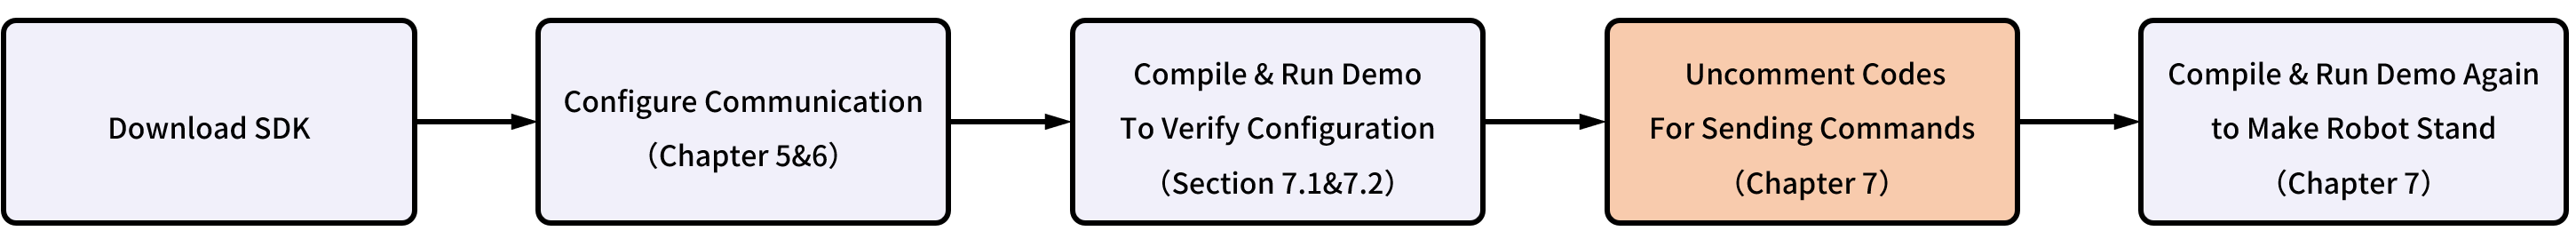 Download SDK
Configure Communication
（Chapter 5&6）
Compile & Run Demo
To Verify Configuration
（Section 7.1&7.2）
Uncomment Codes
For Sending Commands
（Chapter 7）
Compile & Run Demo Again
to Make Robot Stand
（Chapter 7）